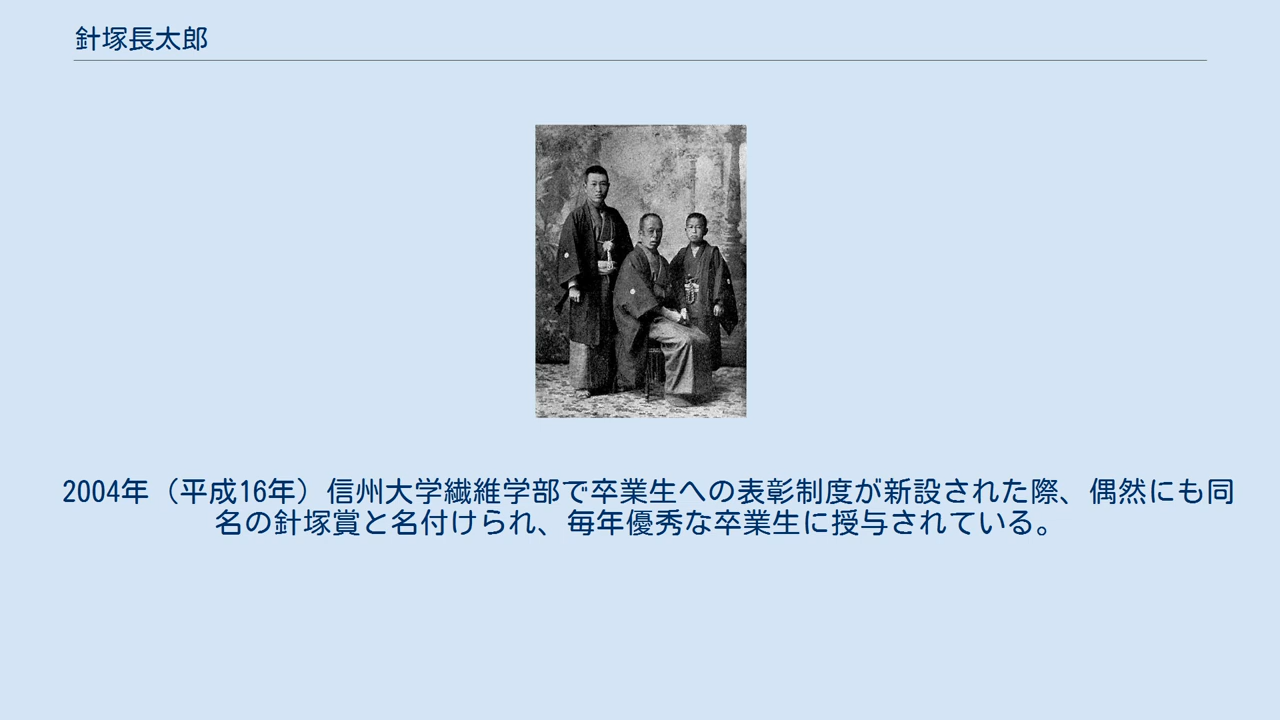 針塚長太郎
2004年（平成16年）信州大学繊維学部で卒業生への表彰制度が新設された際、偶然にも同
名の針塚賞と名付けられ、毎年優秀な卒業生に授与されている。